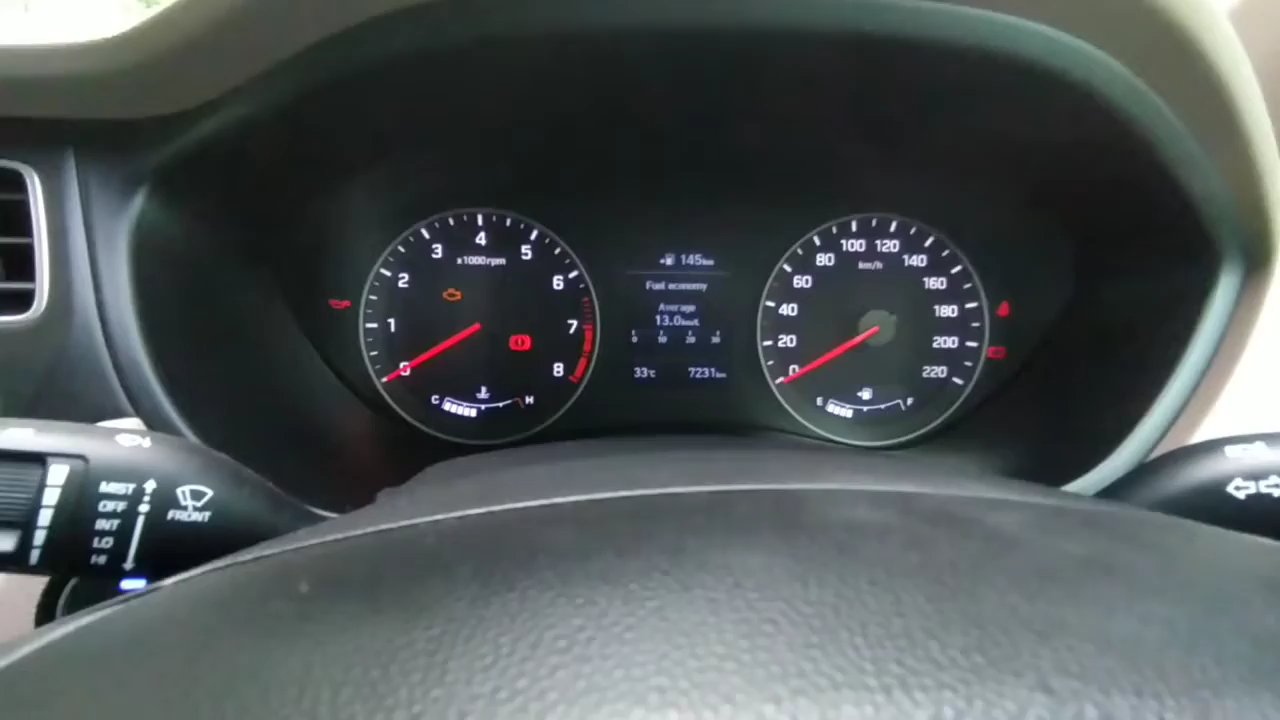 4
3
5
x1000rpm
2
6
1
7
0
8
C
H
145km
Fuel economy
Average
13.0km/L
0 10 20 30
33°C
7231km
100 120
80
140
km/h
60
160
40
180
20
200
0
220
E
F
MIST
OFF
INT
LO
HI
FRONT